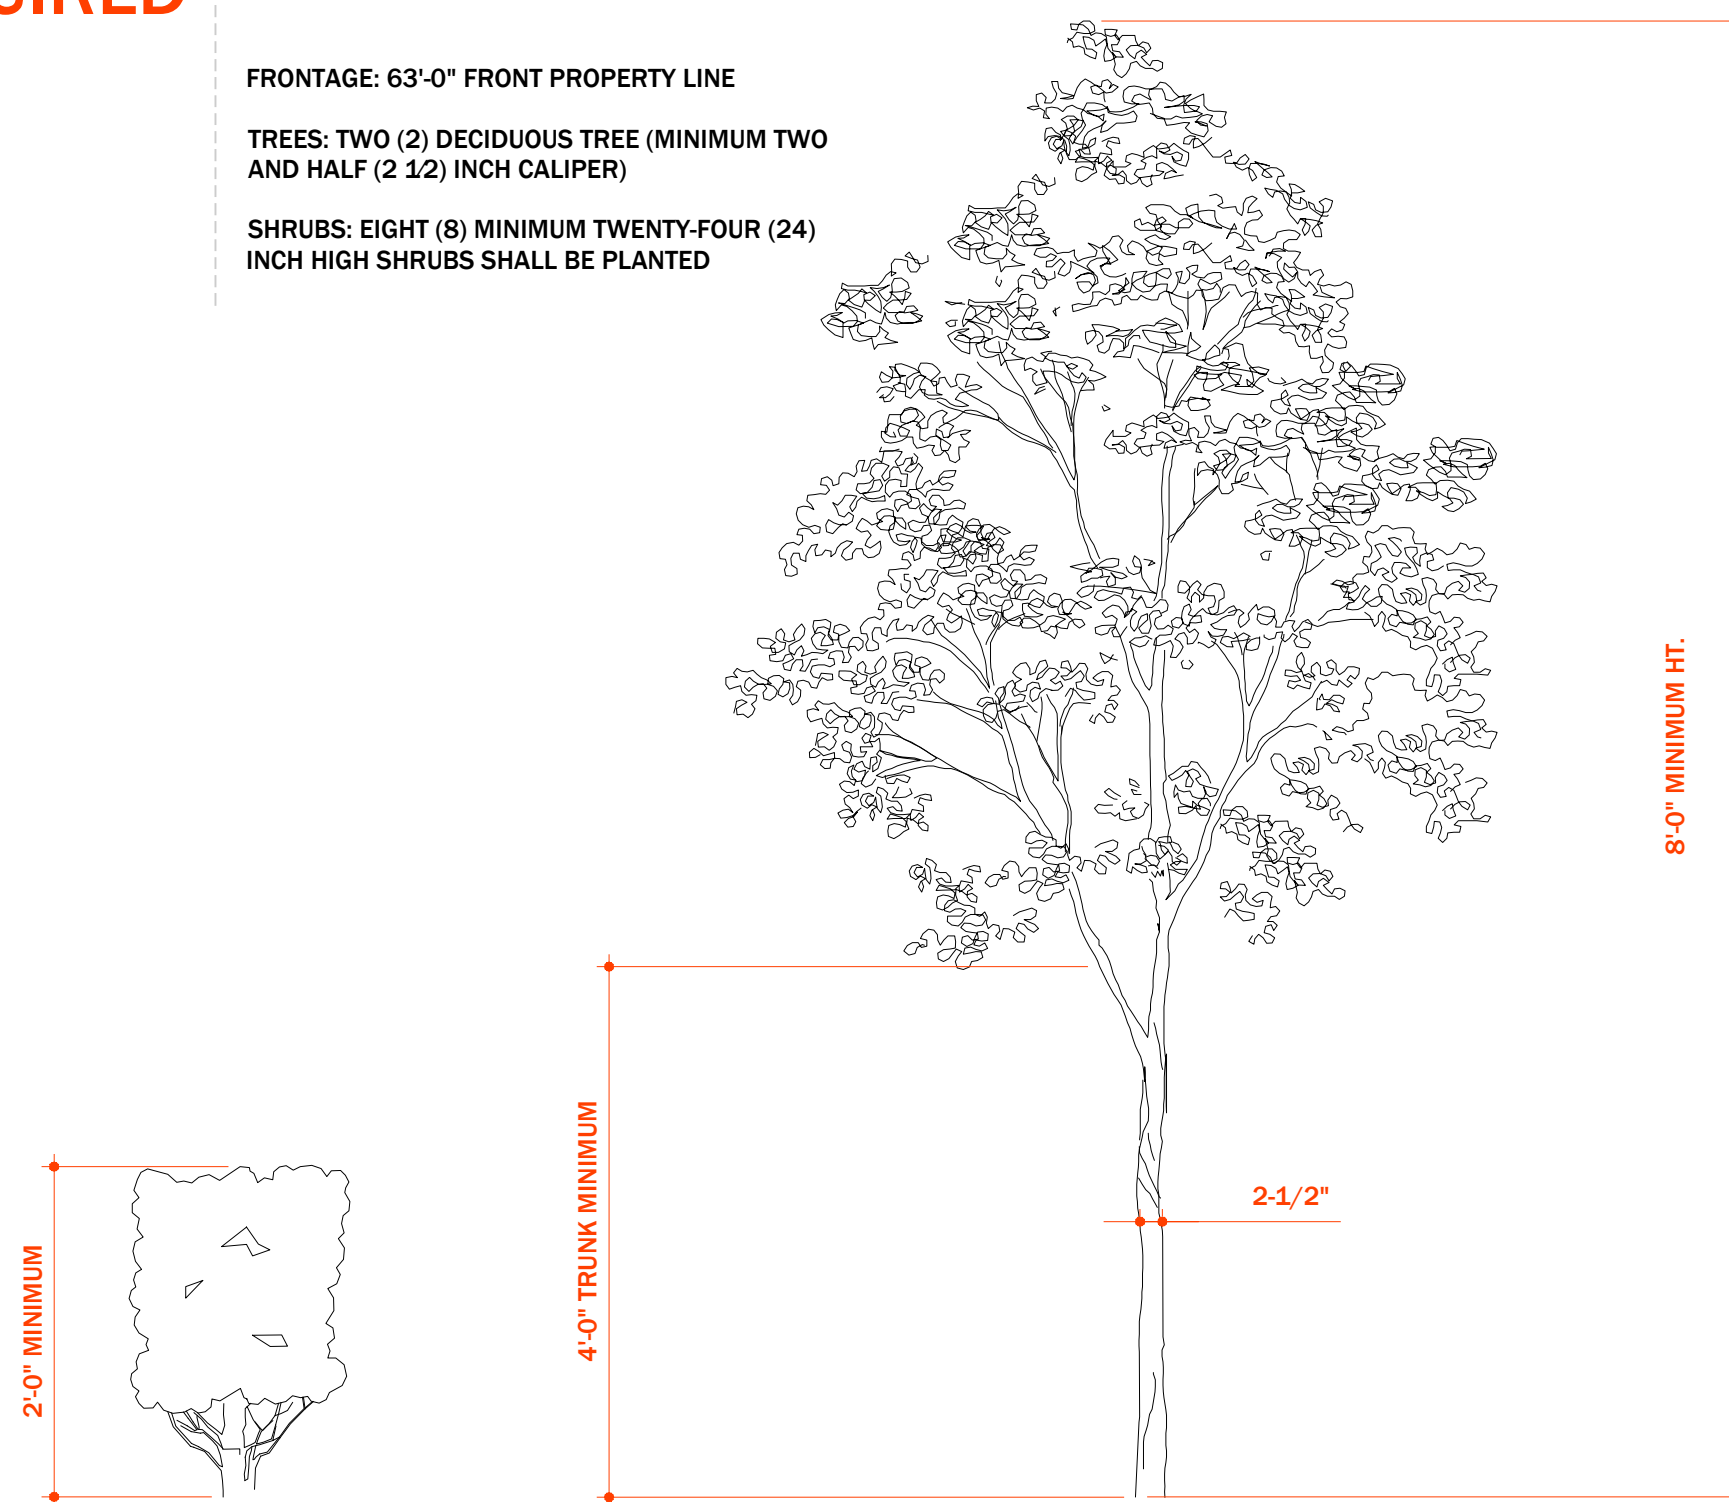 FRONTAGE: 63'-0" FRONT PROPERTY LINE
TREES: TWO (2) DECIDUOUS TREE (MINIMUM TWO
AND HALF (2 1/2) INCH CALIPER)
SHRUBS: EIGHT (8) MINIMUM TWENTY-FOUR (24)
INCH HIGH SHRUBS SHALL BE PLANTED
8'-0" MINIMUM HT.
4'-0" TRUNK MINIMUM
2-1/2"
2'-0" MINIMUM